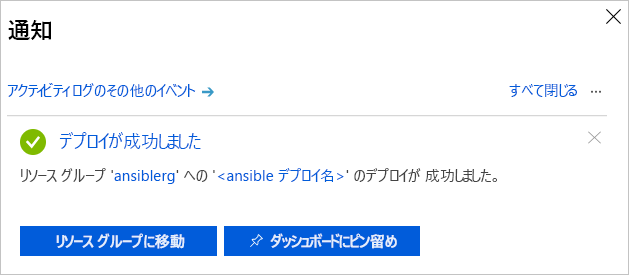 通知
アクティビティ ログのその他のイベント → すべて閉じる ...
デプロイが成功しました
リソース グループ 'ansiblerg' への '<ansible デプロイ名>' のデプロイが 成功しました。
リソース グループに移動 ダッシュボードにピン留め